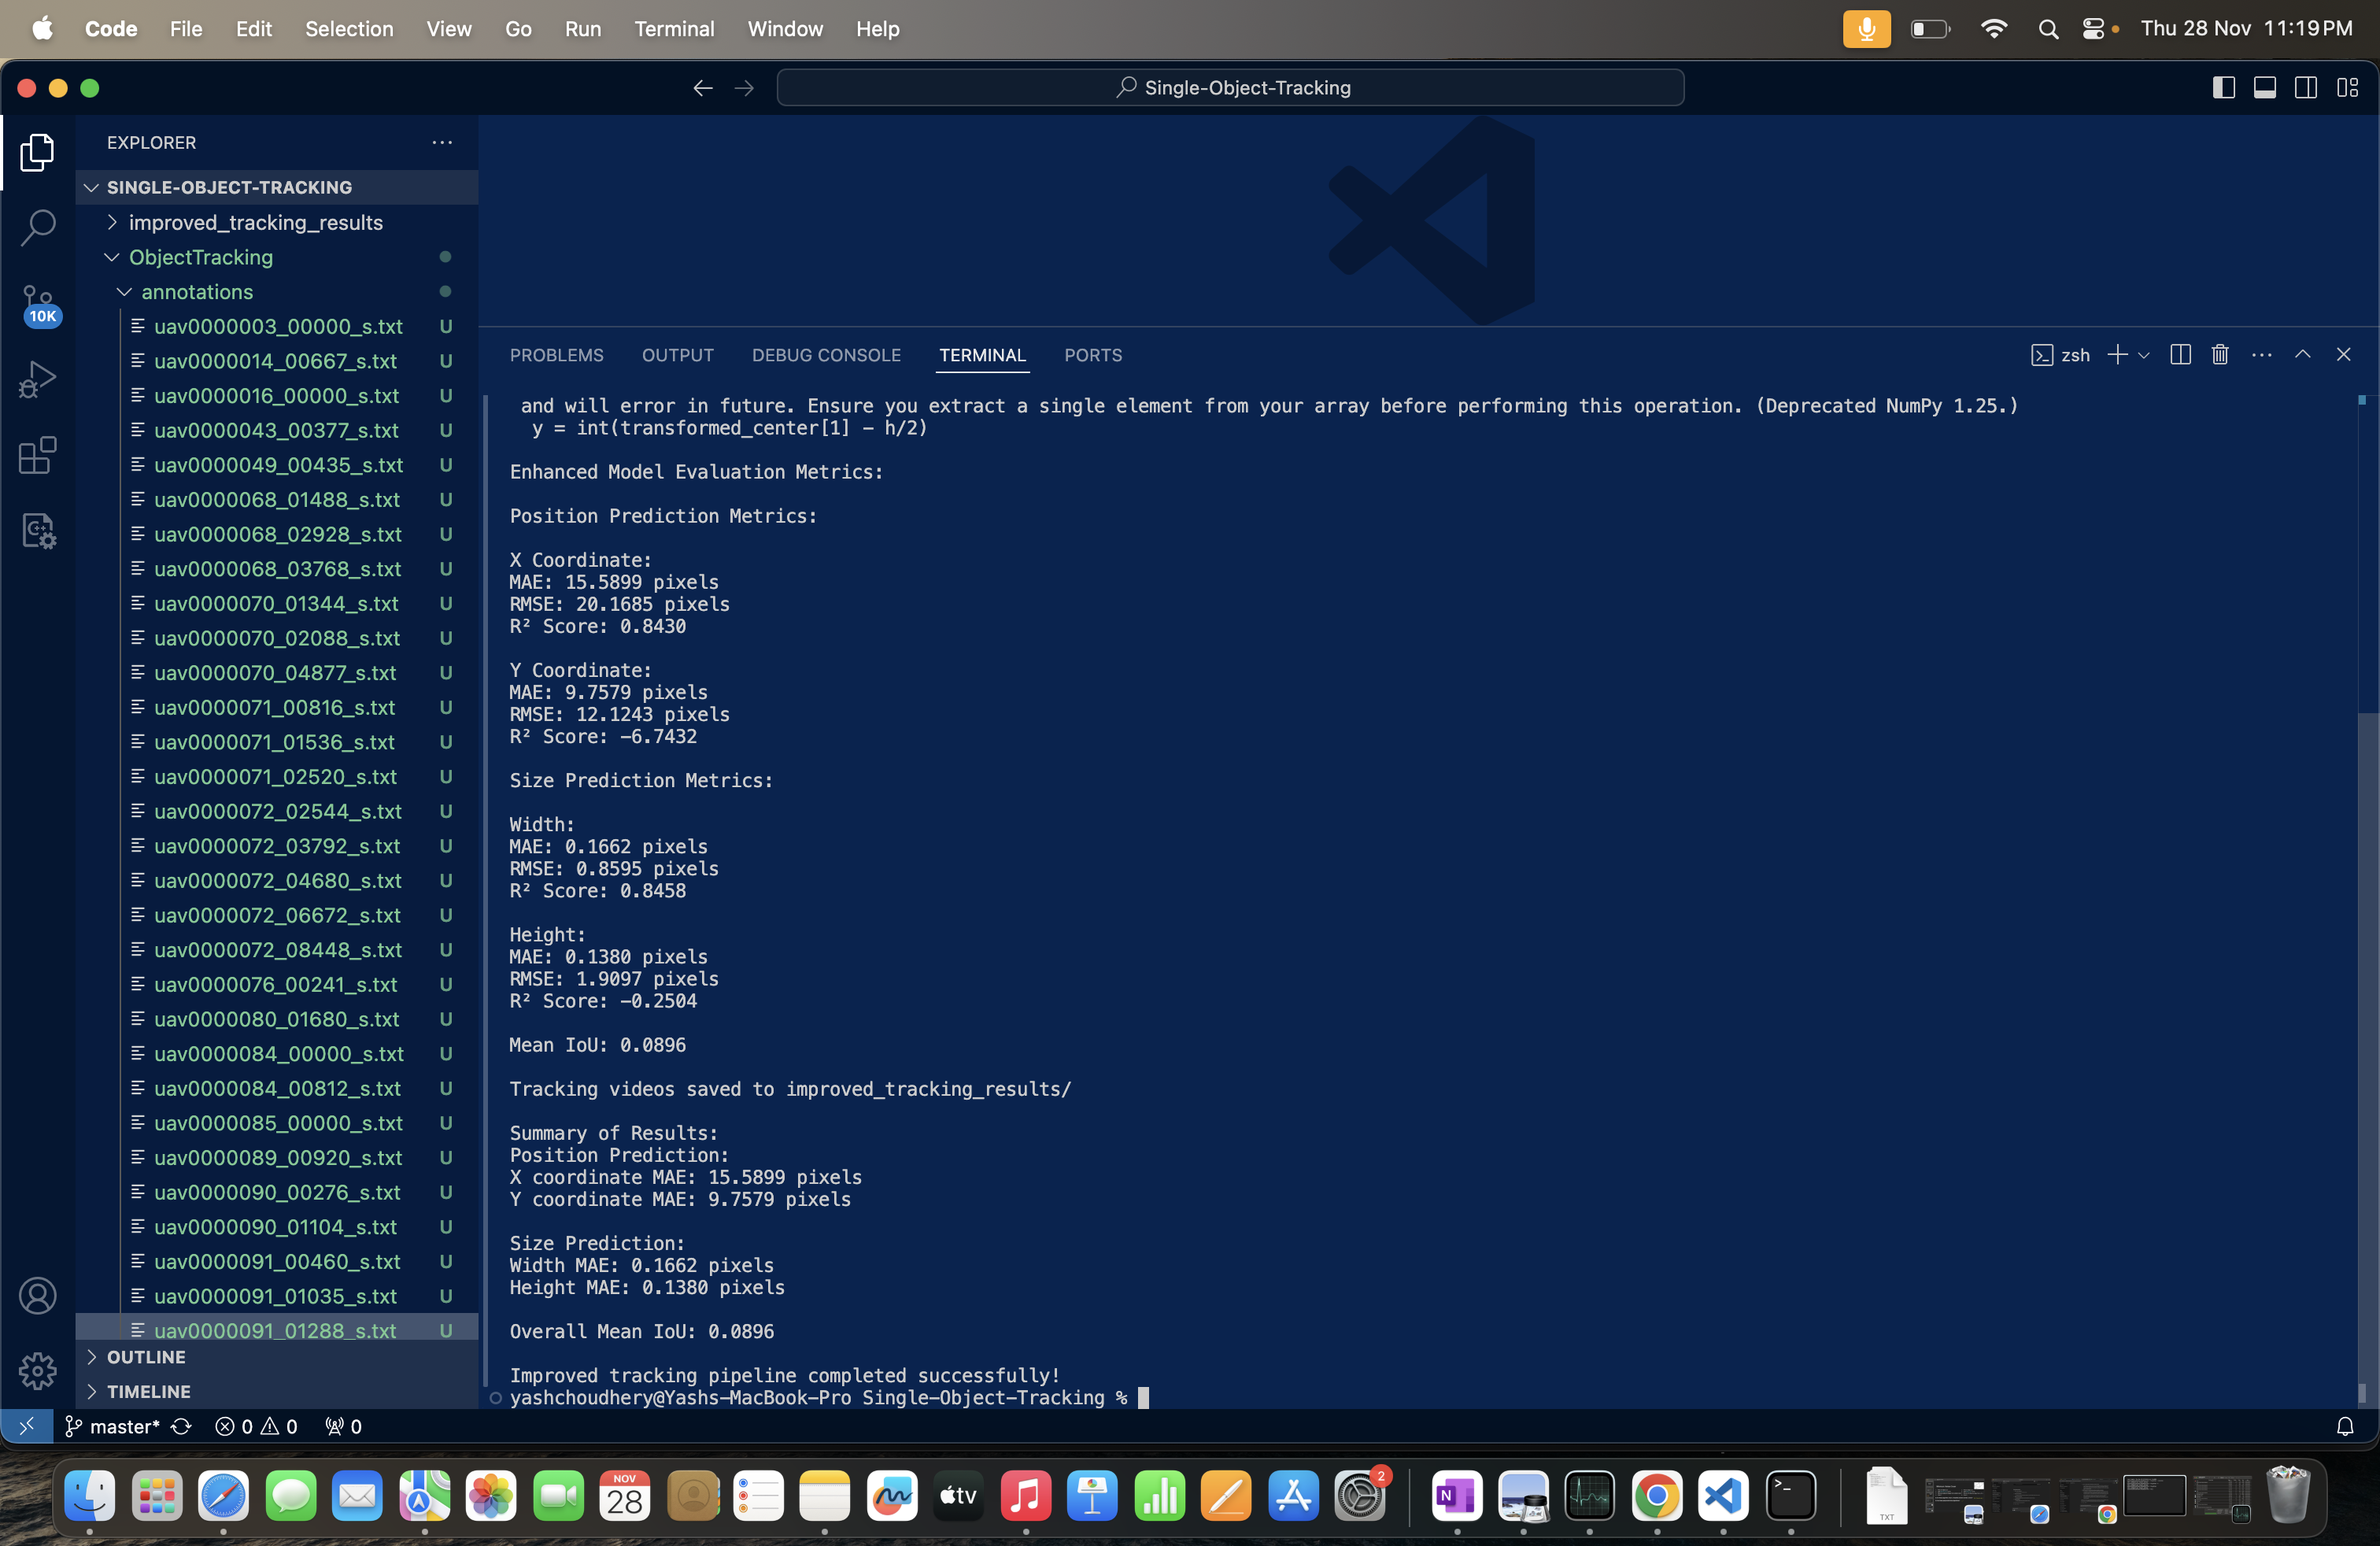 Code File Edit Selection View Go Run Terminal Window Help
Thu 28 Nov 11:19 PM
Single-Object-Tracking
EXPLORER
SINGLE-OBJECT-TRACKING
improved_tracking_results
ObjectTracking
annotations
uav0000003_00000_s.txt U
uav0000014_00667_s.txt U
uav0000016_00000_s.txt U
uav0000043_00377_s.txt U
uav0000049_00435_s.txt U
uav0000068_01488_s.txt U
uav0000068_02928_s.txt U
uav0000068_03768_s.txt U
uav0000070_01344_s.txt U
uav0000070_02088_s.txt U
uav0000070_04877_s.txt U
uav0000071_00816_s.txt U
uav0000071_01536_s.txt U
uav0000071_02520_s.txt U
uav0000072_02544_s.txt U
uav0000072_03792_s.txt U
uav0000072_04680_s.txt U
uav0000072_06672_s.txt U
uav0000072_08448_s.txt U
uav0000076_00241_s.txt U
uav0000080_01680_s.txt U
uav0000084_00000_s.txt U
uav0000084_00812_s.txt U
uav0000085_00000_s.txt U
uav0000089_00920_s.txt U
uav0000090_00276_s.txt U
uav0000090_01104_s.txt U
uav0000091_00460_s.txt U
uav0000091_01035_s.txt U
uav0000091_01288_s.txt U
OUTLINE
TIMELINE
10K
PROBLEMS OUTPUT DEBUG CONSOLE TERMINAL PORTS
zsh
and will error in future. Ensure you extract a single element from your array before performing this operation. (Deprecated NumPy 1.25.)
y = int(transformed_center[1] - h/2)
Enhanced Model Evaluation Metrics:
Position Prediction Metrics:
X Coordinate:
MAE: 15.5899 pixels
RMSE: 20.1685 pixels
R² Score: 0.8430
Y Coordinate:
MAE: 9.7579 pixels
RMSE: 12.1243 pixels
R² Score: -6.7432
Size Prediction Metrics:
Width:
MAE: 0.1662 pixels
RMSE: 0.8595 pixels
R² Score: 0.8458
Height:
MAE: 0.1380 pixels
RMSE: 1.9097 pixels
R² Score: -0.2504
Mean IoU: 0.0896
Tracking videos saved to improved_tracking_results/
Summary of Results:
Position Prediction:
X coordinate MAE: 15.5899 pixels
Y coordinate MAE: 9.7579 pixels
Size Prediction:
Width MAE: 0.1662 pixels
Height MAE: 0.1380 pixels
Overall Mean IoU: 0.0896
Improved tracking pipeline completed successfully!
yashchoudhery@Yashs-MacBook-Pro Single-Object-Tracking %
master* 0 0 0
NOV
28
tv
2
N
TXT